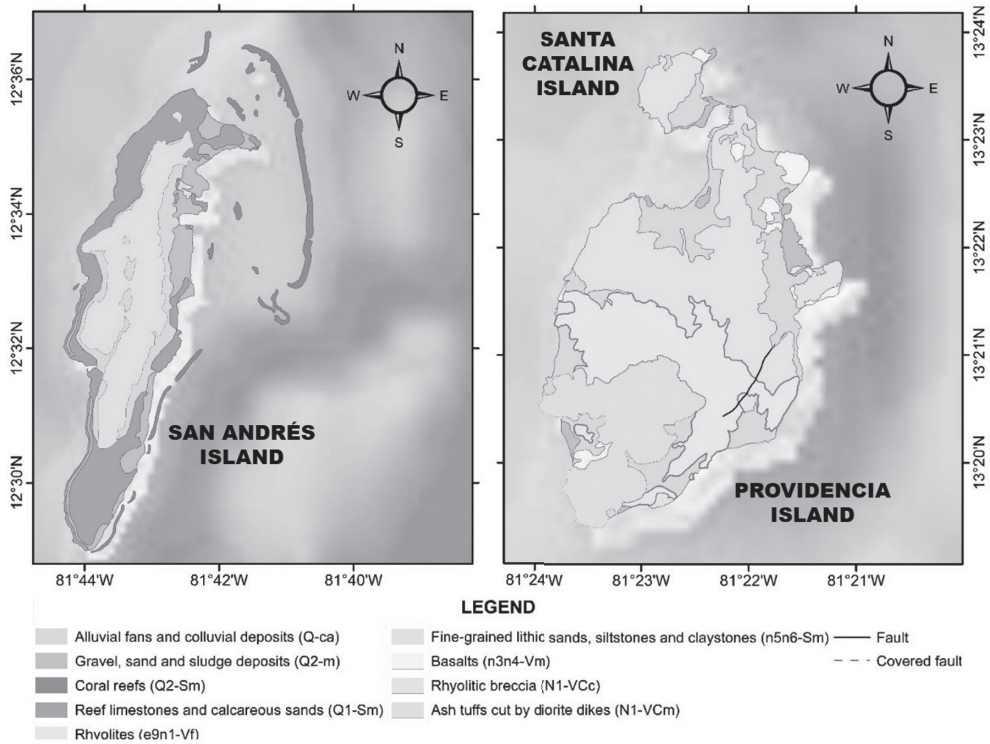 SANTA
CATALINA
ISLAND
N
W
E
S
N
W
E
S
12°36'N
12°34'N
12°32'N
12°30'N
13°24'N
13°23'N
13°22'N
13°21'N
13°20'N
SAN ANDRÉS
ISLAND
PROVIDENCIA
ISLAND
81°44'W
81°42'W
81°40'W
81°24'W
81°23'W
81°22'W
81°21'W
LEGEND
Alluvial fans and colluvial deposits (Q-ca)
Gravel, sand and sludge deposits (Q2-m)
Coral reefs (Q2-Sm)
Reef limestones and calcareous sands (Q1-Sm)
Rhyolites (e9n1-Vf)
Fine-grained lithic sands, siltstones and claystones (n5n6-Sm)
Basalts (n3n4-Vm)
Rhyolitic breccia (N1-VCc)
Ash tuffs cut by diorite dikes (N1-VCm)
Fault
Covered fault